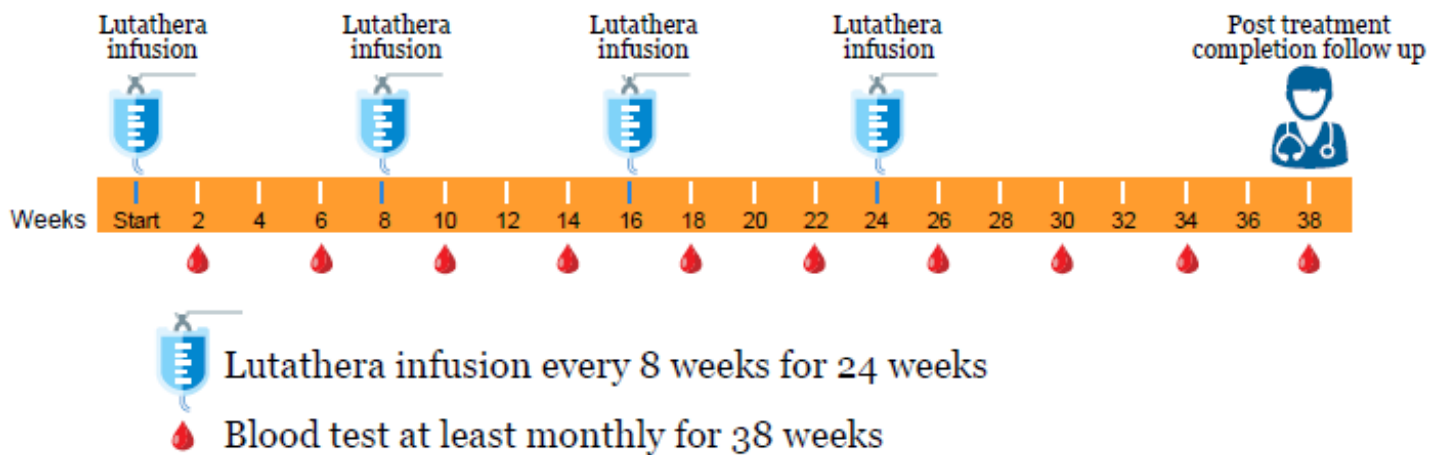 Lutathera
infusion
Lutathera
infusion
Lutathera
infusion
Lutathera
infusion
Post treatment
completion follow up
Weeks Start 2 4 6 8 10 12 14 16 18 20 22 24 26 28 30 32 34 36 38
Lutathera infusion every 8 weeks for 24 weeks
Blood test at least monthly for 38 weeks